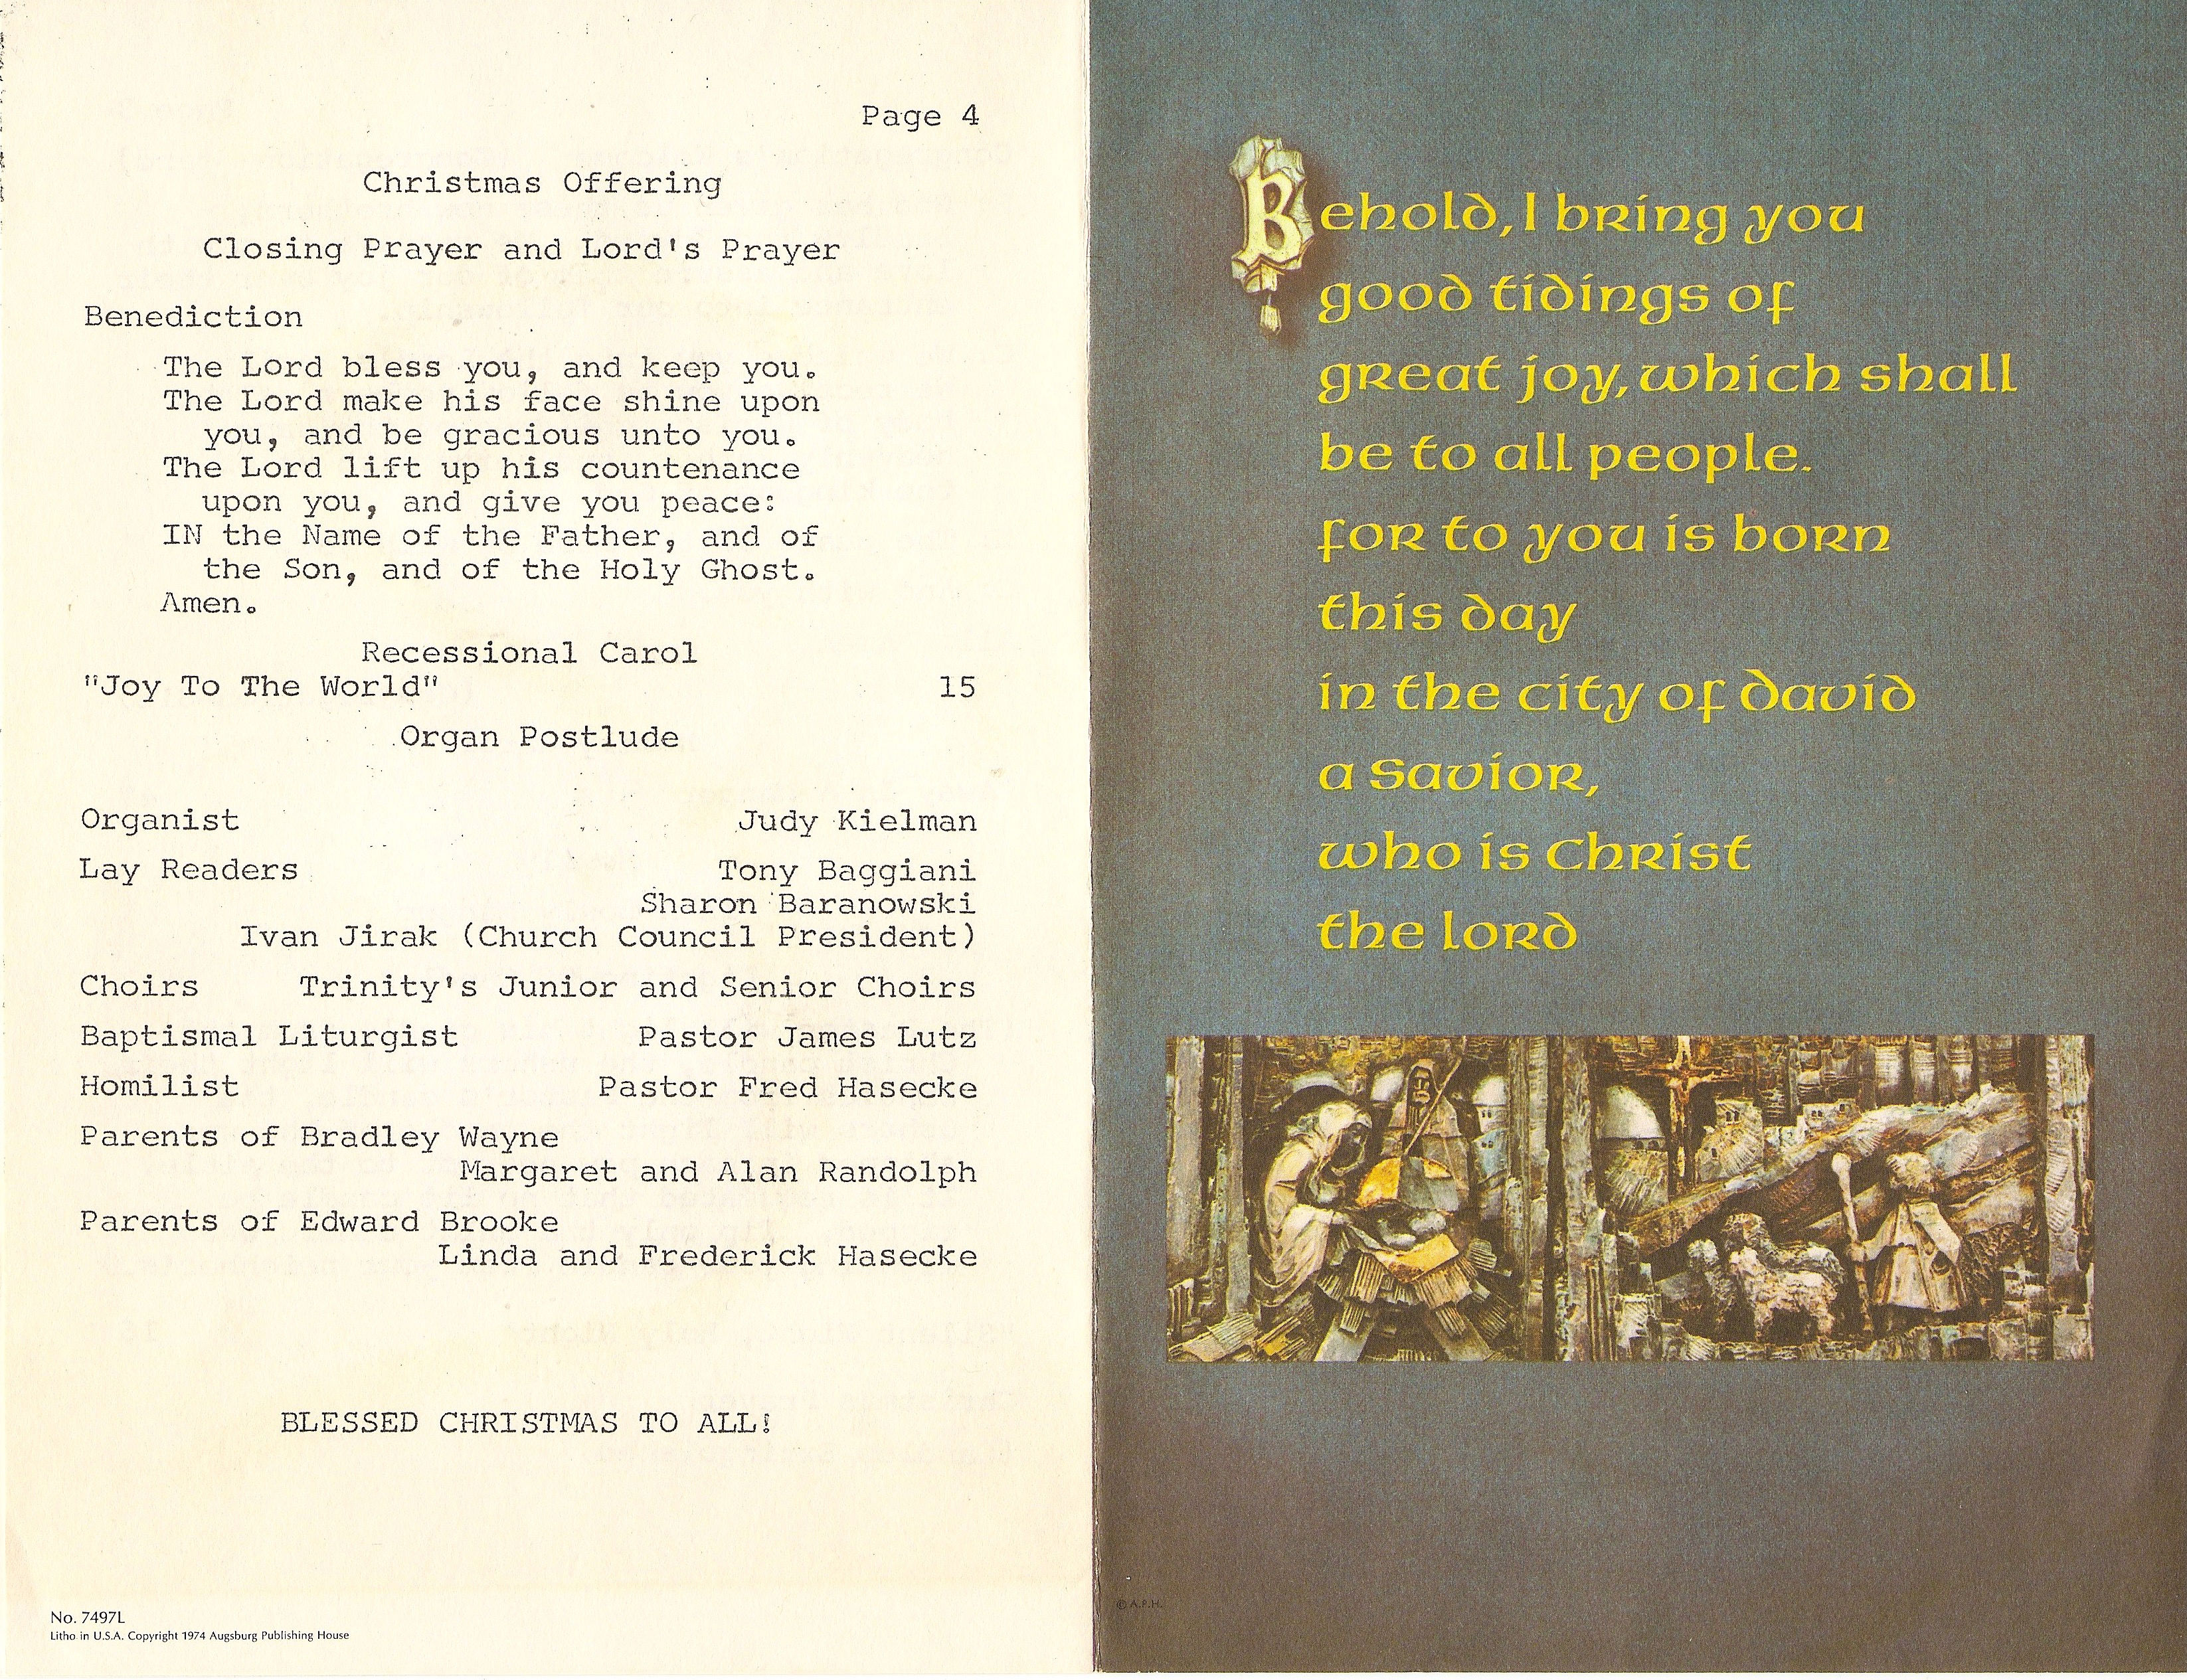 Page 4
Christmas Offering
Closing Prayer and Lord's Prayer
Benediction
The Lord bless you, and keep you.
The Lord make his face shine upon
you, and be gracious unto you.
The Lord lift up his countenance
upon you, and give you peace:
IN the Name of the Father, and of
the Son, and of the Holy Ghost.
Amen.
Recessional Carol
"Joy To The World" 15
Organ Postlude
Organist Judy Kielman
Lay Readers Tony Baggiani
Sharon Baranowski
Ivan Jirak (Church Council President)
Choirs Trinity's Junior and Senior Choirs
Baptismal Liturgist Pastor James Lutz
Homilist Pastor Fred Hasecke
Parents of Bradley Wayne
Margaret and Alan Randolph
Parents of Edward Brooke
Linda and Frederick Hasecke
BLESSED CHRISTMAS TO ALL!
No. 7497L
Litho in U.S.A. Copyright 1974 Augsburg Publishing House
Behold, I bring you
good tidings of
great joy, which shall
be to all people.
for to you is born
this day
in the city of david
a savior,
who is Christ
the lord
© A.P.H.